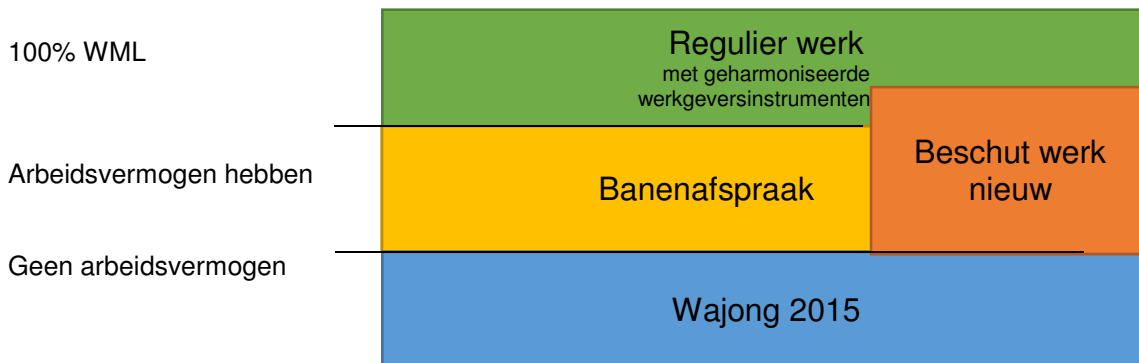 100% WML
Regulier werk
met geharmoniseerde
werkgeversinstrumenten
Arbeidsvermogen hebben
Banenafspraak
Beschut werk
nieuw
Geen arbeidsvermogen
Wajong 2015